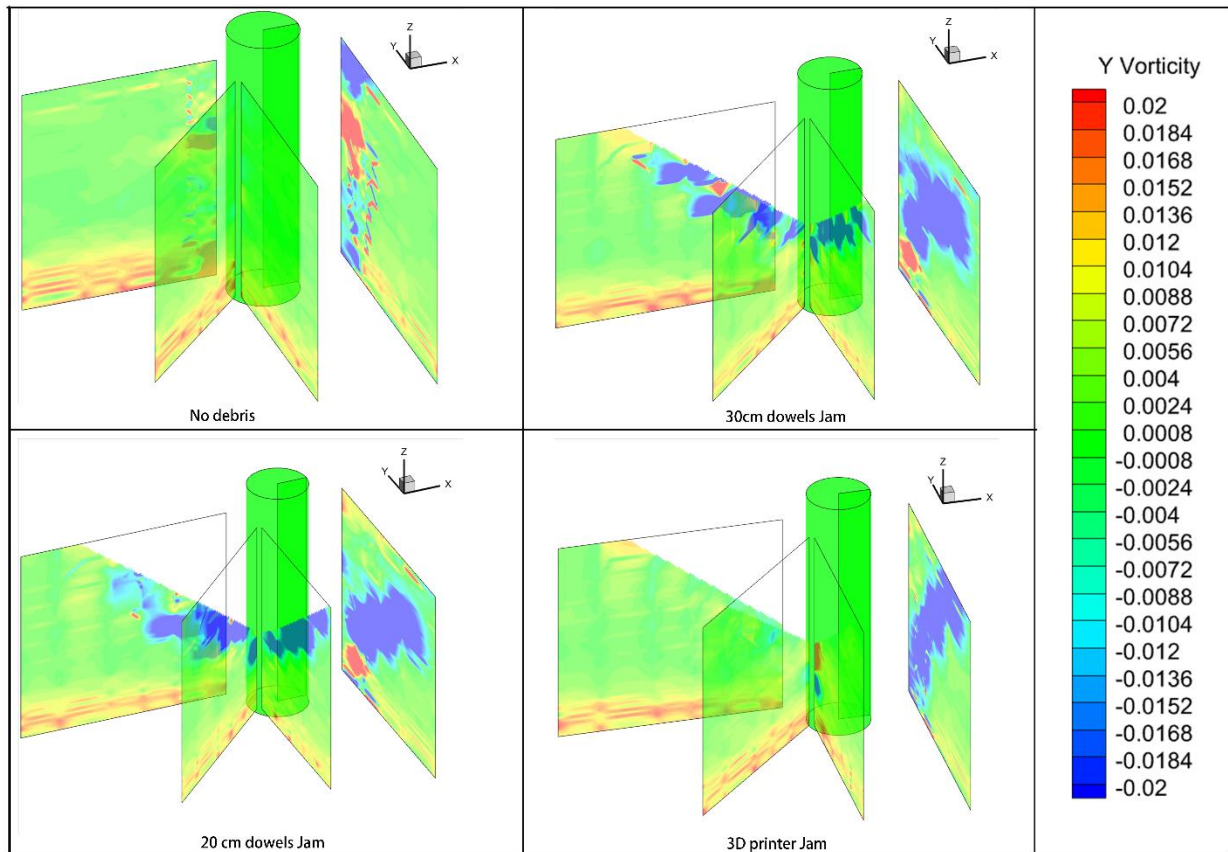 Z
Y
X
No debris
Z
Y
X
30cm dowels Jam
Z
Y
X
20 cm dowels Jam
Z
Y
X
3D printer Jam
Y Vorticity
0.02
0.0184
0.0168
0.0152
0.0136
0.012
0.0104
0.0088
0.0072
0.0056
0.004
0.0024
0.0008
-0.0008
-0.0024
-0.004
-0.0056
-0.0072
-0.0088
-0.0104
-0.012
-0.0136
-0.0152
-0.0168
-0.0184
-0.02